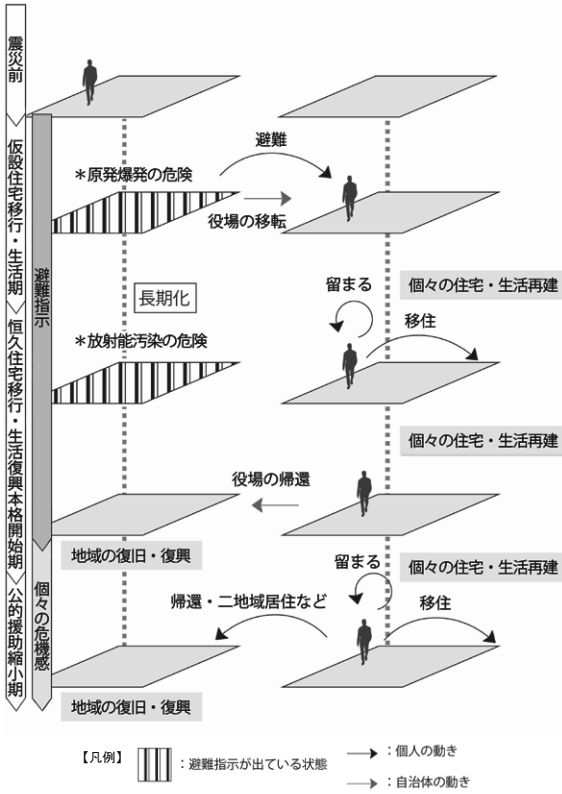 震災前
仮設住宅移行・生活期
恒久住宅移行・生活復興本格開始期
公的援助縮小期
避難指示
個々の危機感
避難
＊原発爆発の危険
役場の移転
長期化
留まる
個々の住宅・生活再建
移住
＊放射能汚染の危険
個々の住宅・生活再建
役場の帰還
地域の復旧・復興
留まる
個々の住宅・生活再建
帰還・二地域居住など
移住
地域の復旧・復興
【凡例】
：避難指示が出ている状態
：個人の動き
：自治体の動き